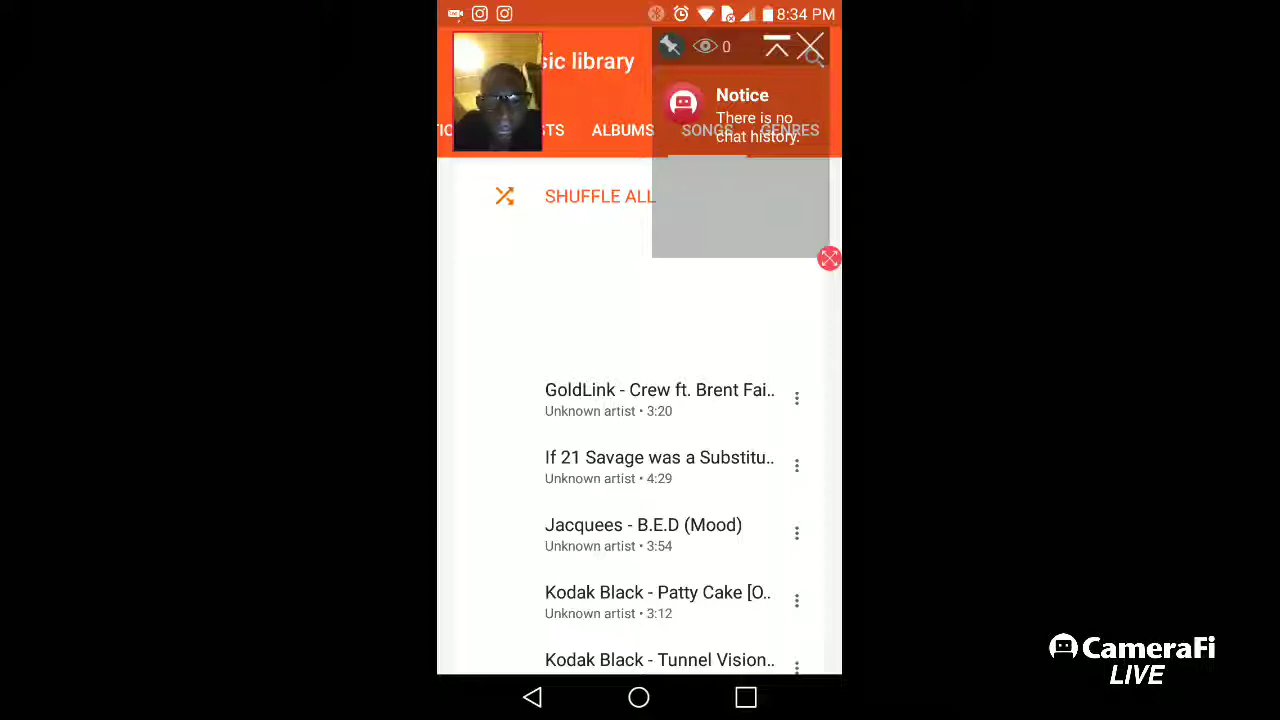 8:34 PM
sic library
0
Notice
There is no
chat history.
TIO
STS
ALBUMS
SONGS
GENRES
SHUFFLE ALL
GoldLink - Crew ft. Brent Fai..
Unknown artist • 3:20
If 21 Savage was a Substitu..
Unknown artist • 4:29
Jacquees - B.E.D (Mood)
Unknown artist • 3:54
Kodak Black - Patty Cake [O..
Unknown artist • 3:12
Kodak Black - Tunnel Vision..
CameraFi
LIVE